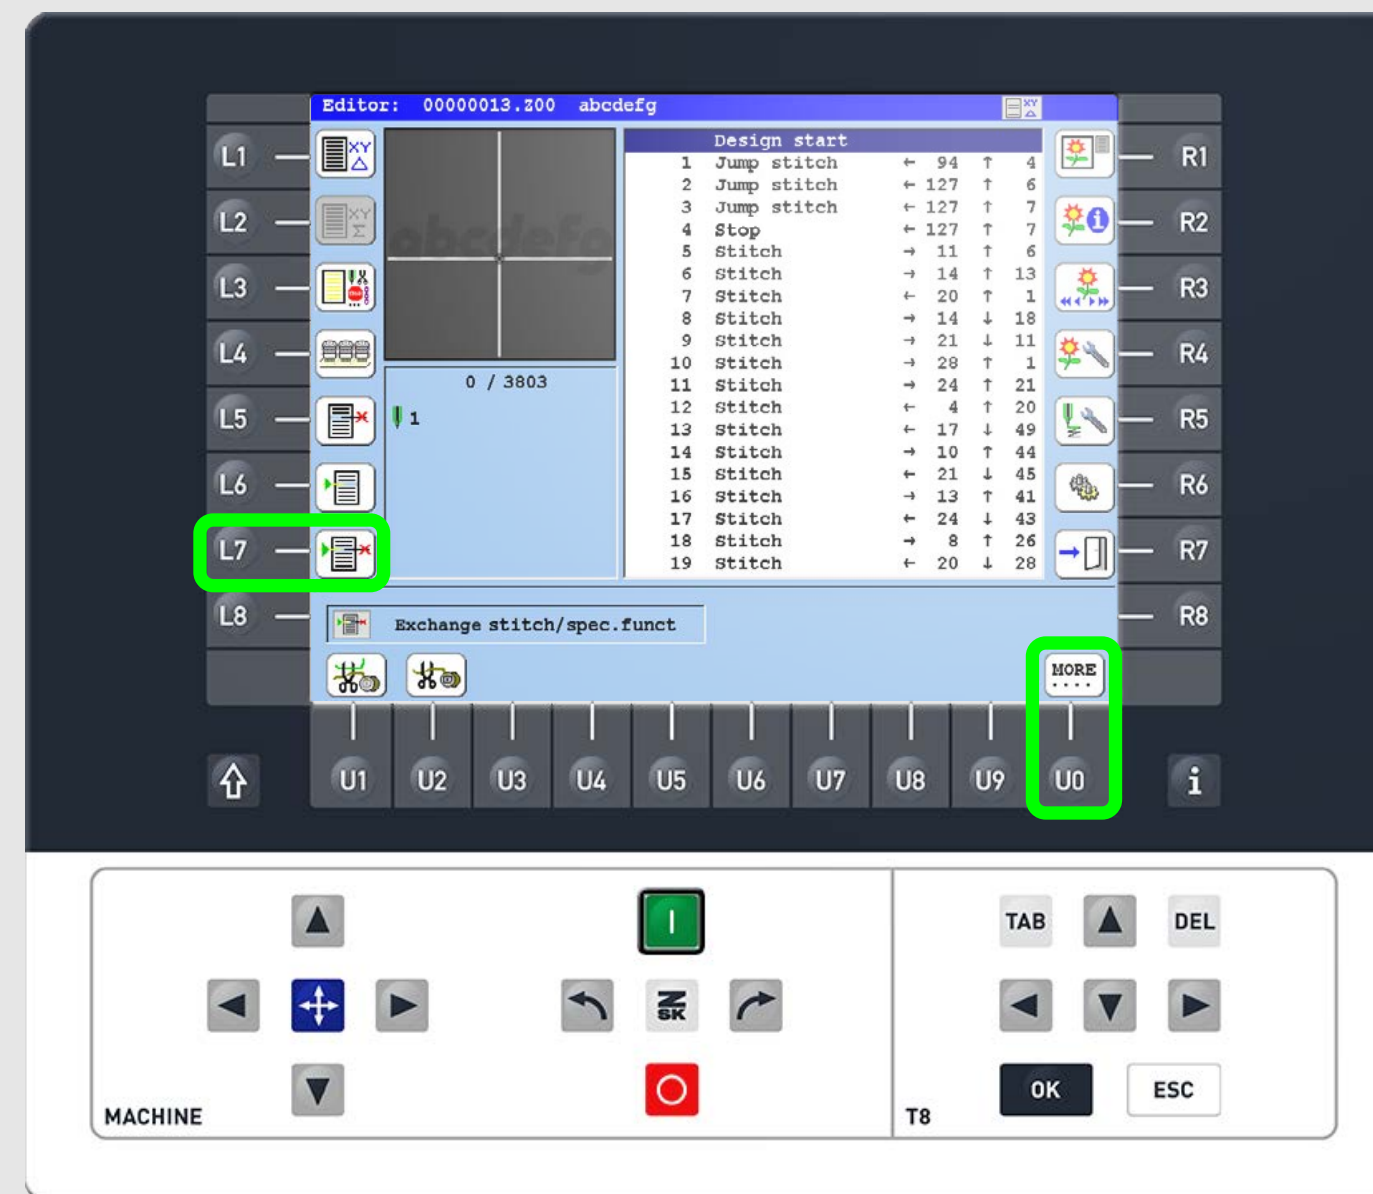 Editor: 00000013.Z00 abcdefg
XY
L1
L2
L3
L4
L5
L6
L7
L8
XY
XY
Σ
STOP
abcdefg
0 / 3803
1
Design start
1 Jump stitch ← 94 ↑ 4
2 Jump stitch ← 127 ↑ 6
3 Jump stitch ← 127 ↑ 7
4 Stop ← 127 ↑ 7
5 Stitch → 11 ↑ 6
6 Stitch → 14 ↑ 13
7 Stitch ← 20 ↑ 1
8 Stitch → 14 ↓ 18
9 Stitch → 21 ↓ 11
10 Stitch → 28 ↑ 1
11 Stitch → 24 ↑ 21
12 Stitch ← 4 ↑ 20
13 Stitch ← 17 ↓ 49
14 Stitch → 10 ↑ 44
15 Stitch ← 21 ↓ 45
16 Stitch → 13 ↑ 41
17 Stitch ← 24 ↓ 43
18 Stitch → 8 ↑ 26
19 Stitch ← 20 ↓ 28
R1
R2
R3
R4
R5
R6
R7
R8
Exchange stitch/spec.funct
MORE
....
U1 U2 U3 U4 U5 U6 U7 U8 U9 U0
i
I
TAB DEL
ZSK
OK ESC
MACHINE
T8